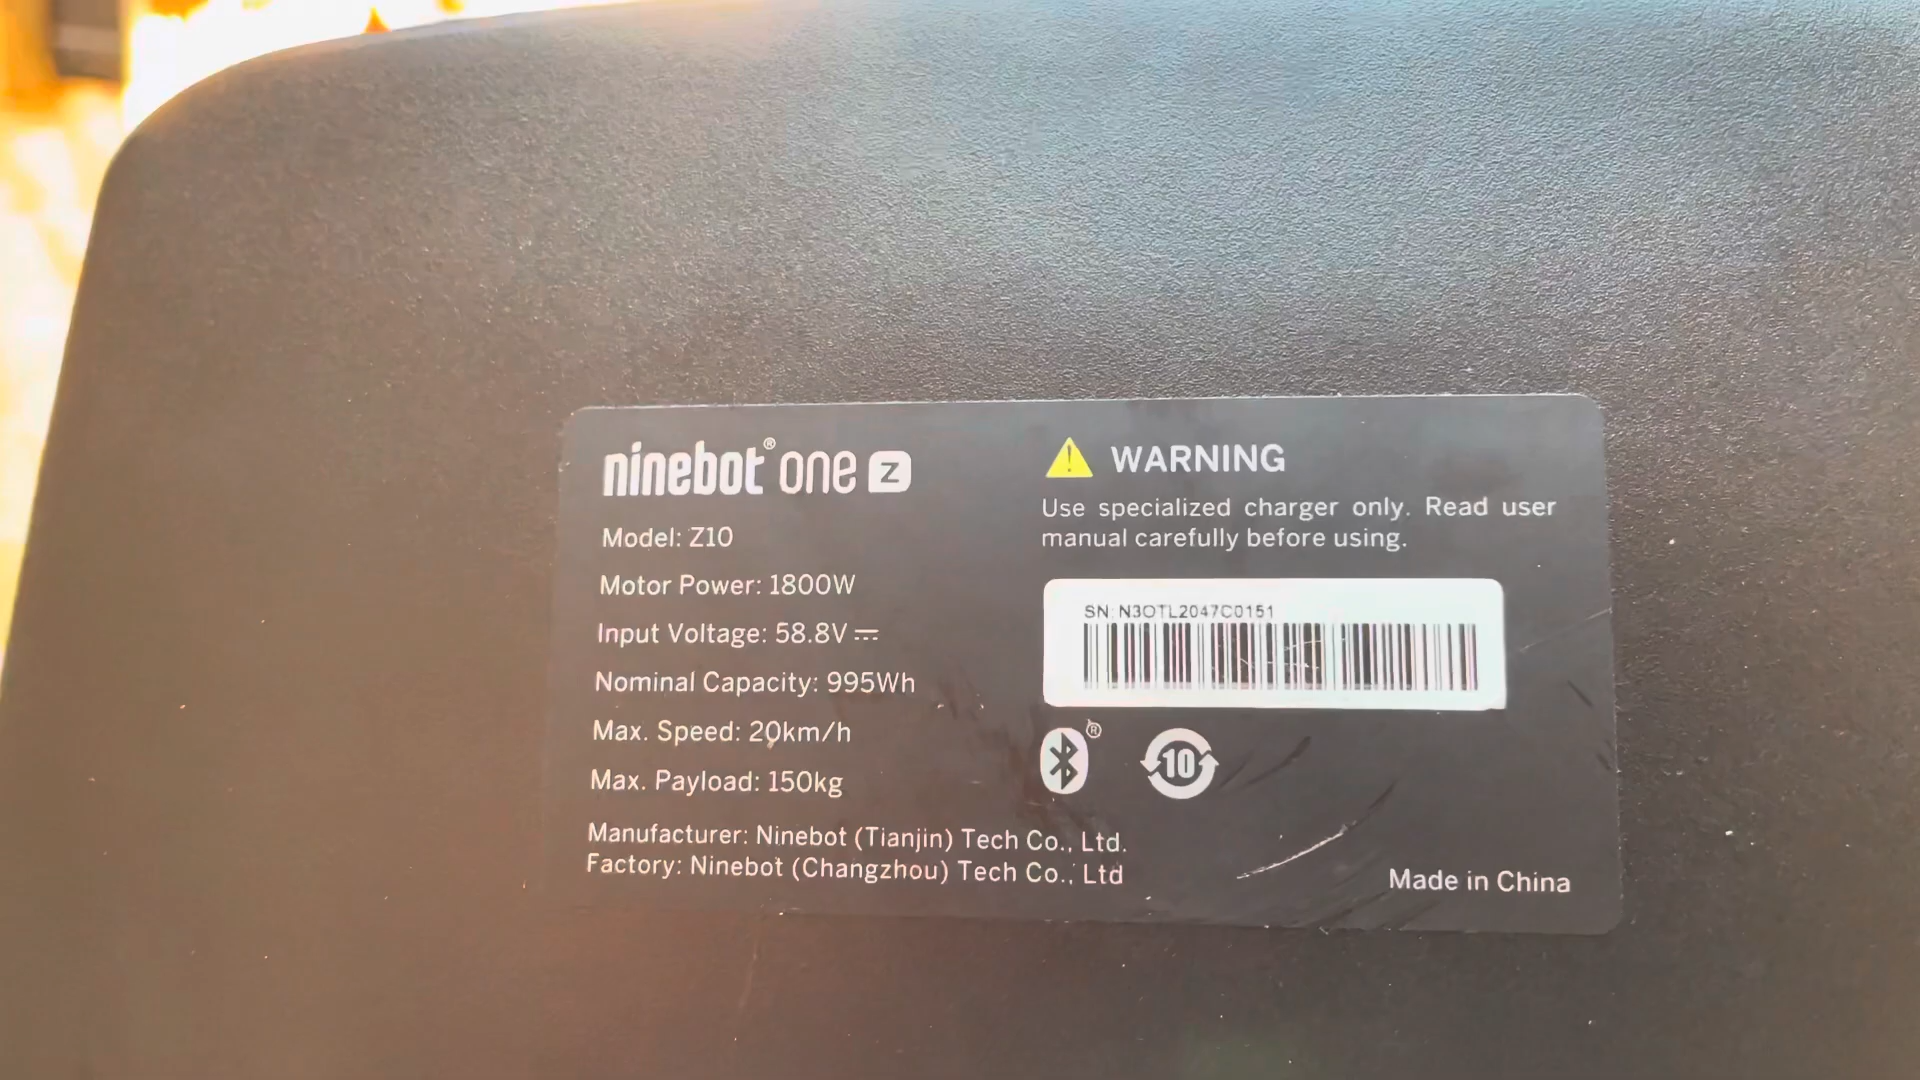 ninebot® one Z
Model: Z10
Motor Power: 1800W
Input Voltage: 58.8V ⎓
Nominal Capacity: 995Wh
Max. Speed: 20km/h
Max. Payload: 150kg
Manufacturer: Ninebot (Tianjin) Tech Co., Ltd.
Factory: Ninebot (Changzhou) Tech Co., Ltd
WARNING
Use specialized charger only. Read user
manual carefully before using.
SN: N3OTL2047C0151
®
10
Made in China